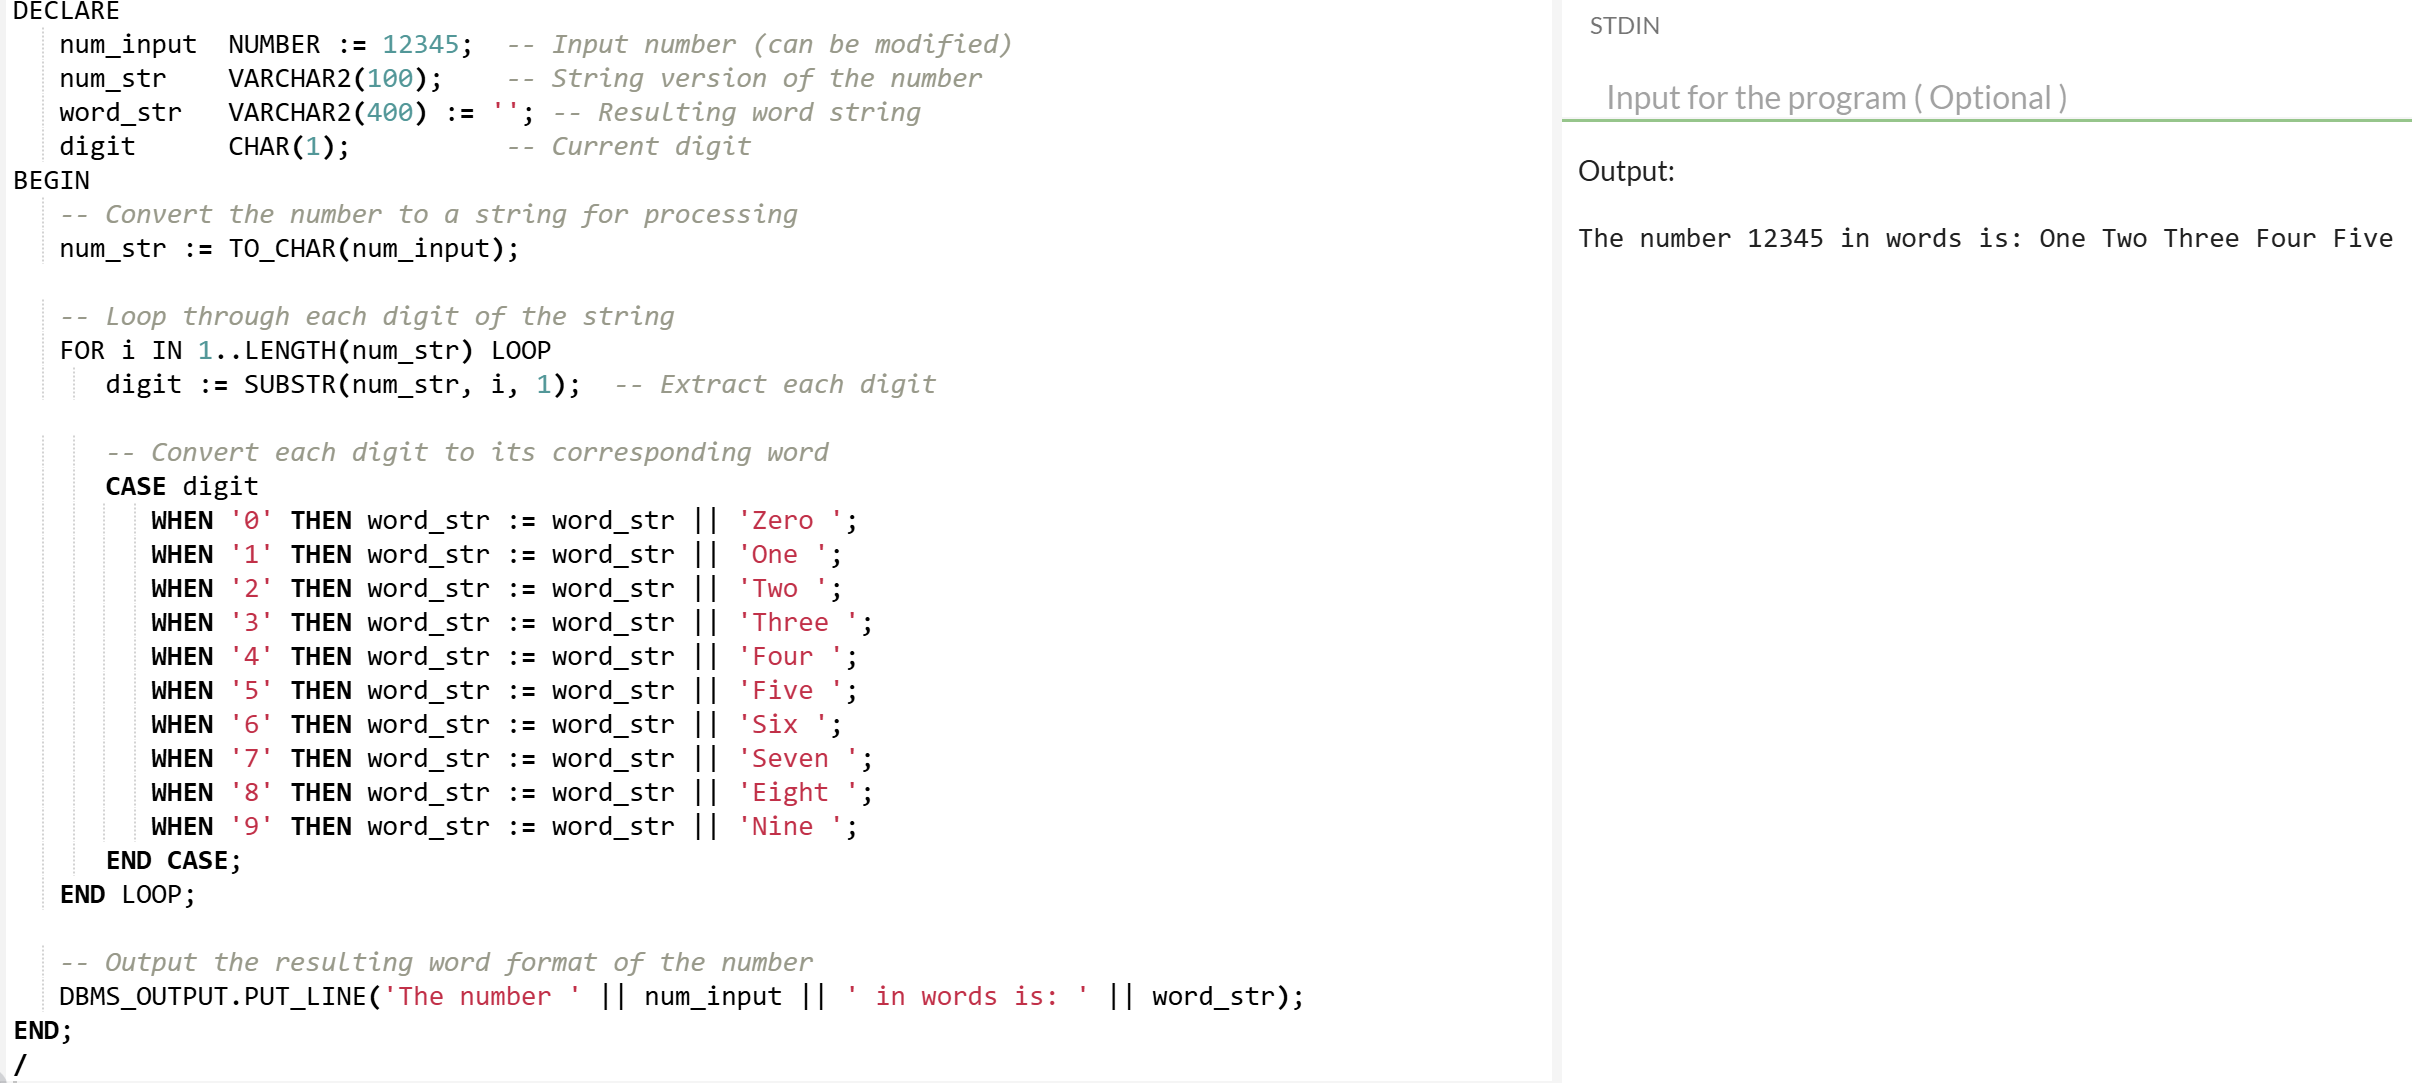 DECLARE
   num_input  NUMBER := 12345;  -- Input number (can be modified)
   num_str    VARCHAR2(100);    -- String version of the number
   word_str   VARCHAR2(400) := ''; -- Resulting word string
   digit      CHAR(1);          -- Current digit
BEGIN
   -- Convert the number to a string for processing
   num_str := TO_CHAR(num_input);

   -- Loop through each digit of the string
   FOR i IN 1..LENGTH(num_str) LOOP
      digit := SUBSTR(num_str, i, 1);  -- Extract each digit

      -- Convert each digit to its corresponding word
      CASE digit
         WHEN '0' THEN word_str := word_str || 'Zero ';
         WHEN '1' THEN word_str := word_str || 'One ';
         WHEN '2' THEN word_str := word_str || 'Two ';
         WHEN '3' THEN word_str := word_str || 'Three ';
         WHEN '4' THEN word_str := word_str || 'Four ';
         WHEN '5' THEN word_str := word_str || 'Five ';
         WHEN '6' THEN word_str := word_str || 'Six ';
         WHEN '7' THEN word_str := word_str || 'Seven ';
         WHEN '8' THEN word_str := word_str || 'Eight ';
         WHEN '9' THEN word_str := word_str || 'Nine ';
      END CASE;
   END LOOP;

   -- Output the resulting word format of the number
   DBMS_OUTPUT.PUT_LINE('The number ' || num_input || ' in words is: ' || word_str);
END;
/
STDIN
Input for the program ( Optional )
Output:
The number 12345 in words is: One Two Three Four Five